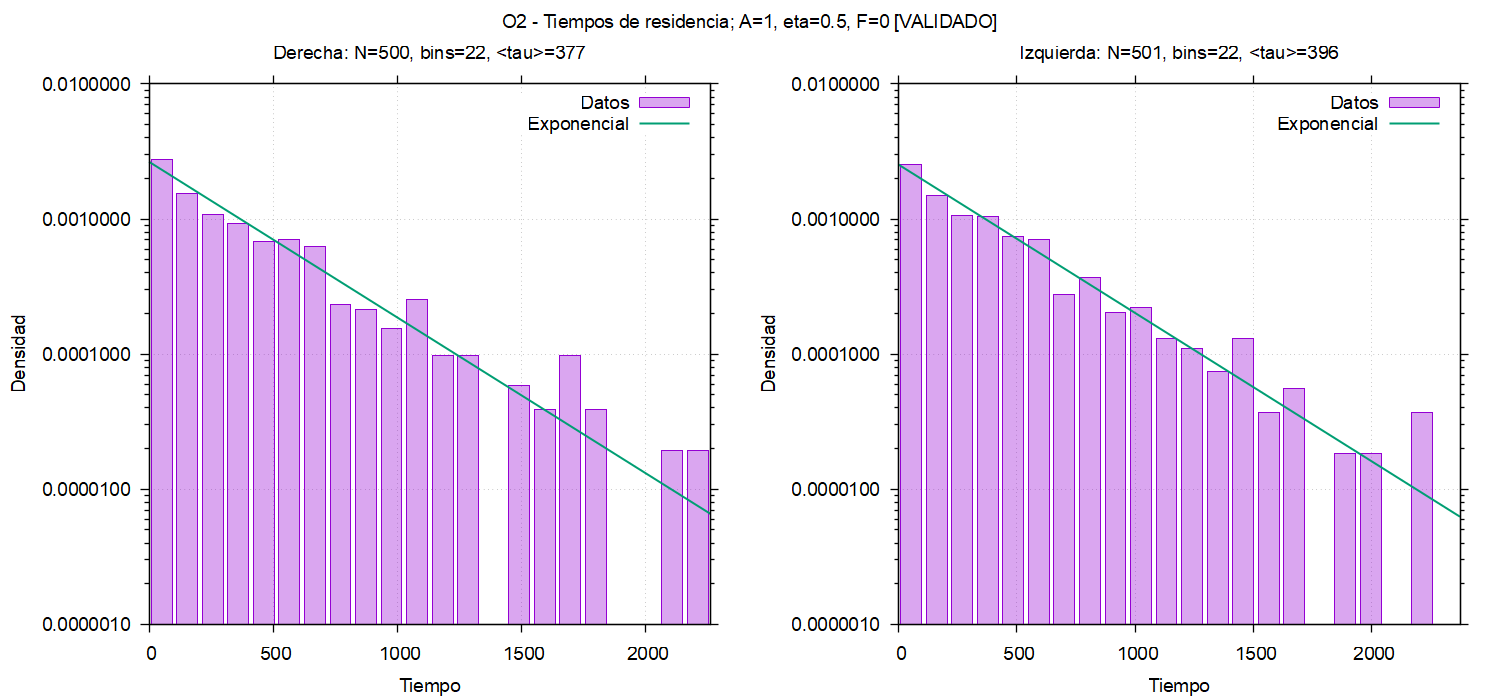 O2 - Tiempos de residencia; A=1, eta=0.5, F=0 [VALIDADO]
Derecha: N=500, bins=22, <tau>=377
0.0100000
0.0010000
0.0001000
0.0000100
0.0000010
Densidad
Datos
Exponencial
0 500 1000 1500 2000
Tiempo
Izquierda: N=501, bins=22, <tau>=396
0.0100000
0.0010000
0.0001000
0.0000100
0.0000010
Densidad
Datos
Exponencial
0 500 1000 1500 2000
Tiempo